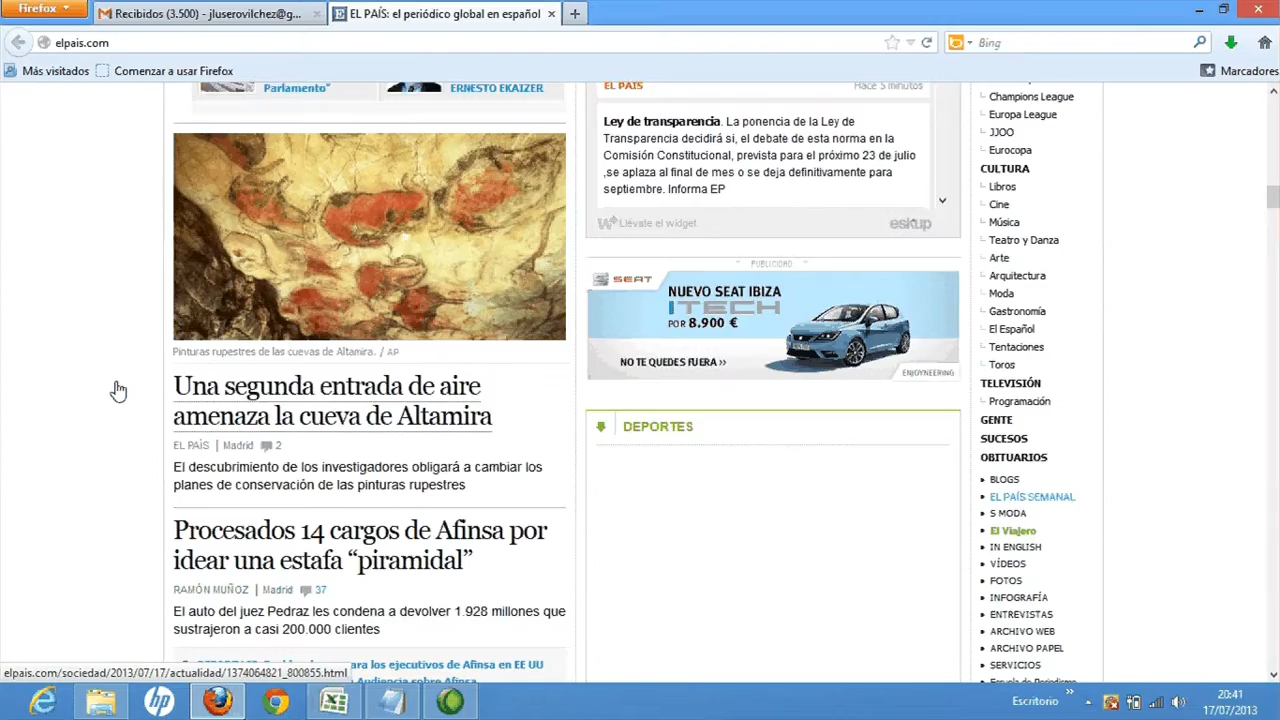 Firefox
Recibidos (3.500) - jluserovilchez@g...
EL PAÍS: el periódico global en español
elpais.com
Bing
Más visitados
Comenzar a usar Firefox
Marcadores
Parlamento"
ERNESTO EKAIZER
Pinturas rupestres de las cuevas de Altamira. / AP
Una segunda entrada de aire
amenaza la cueva de Altamira
EL PAÍS | Madrid 2
El descubrimiento de los investigadores obligará a cambiar los
planes de conservación de las pinturas rupestres
Procesados 14 cargos de Afinsa por
idear una estafa “piramidal”
RAMÓN MUÑOZ | Madrid 37
El auto del juez Pedraz les condena a devolver 1.928 millones que
sustrajeron a casi 200.000 clientes
ara los ejecutivos de Afinsa en EE UU
EL PAÍS
Hace 5 minutos
Ley de transparencia. La ponencia de la Ley de
Transparencia decidirá si, el debate de esta norma en la
Comisión Constitucional, prevista para el próximo 23 de julio
,se aplaza al final de mes o se deja definitivamente para
septiembre. Informa EP
Llévate el widget
eskup
PUBLICIDAD
SEAT
NUEVO SEAT IBIZA
ITECH
POR 8.900 €
NO TE QUEDES FUERA >>
ENJOYNEERING
DEPORTES
Champions League
Europa League
JJOO
Eurocopa
CULTURA
Libros
Cine
Música
Teatro y Danza
Arte
Arquitectura
Moda
Gastronomía
El Español
Tentaciones
Toros
TELEVISIÓN
Programación
GENTE
SUCESOS
OBITUARIOS
BLOGS
EL PAÍS SEMANAL
S MODA
El Viajero
IN ENGLISH
VÍDEOS
FOTOS
INFOGRAFÍA
ENTREVISTAS
ARCHIVO WEB
ARCHIVO PAPEL
SERVICIOS
Escuela de Periodismo
elpais.com/sociedad/2013/07/17/actualidad/1374064821_800855.html
Escritorio
20:41
17/07/2013